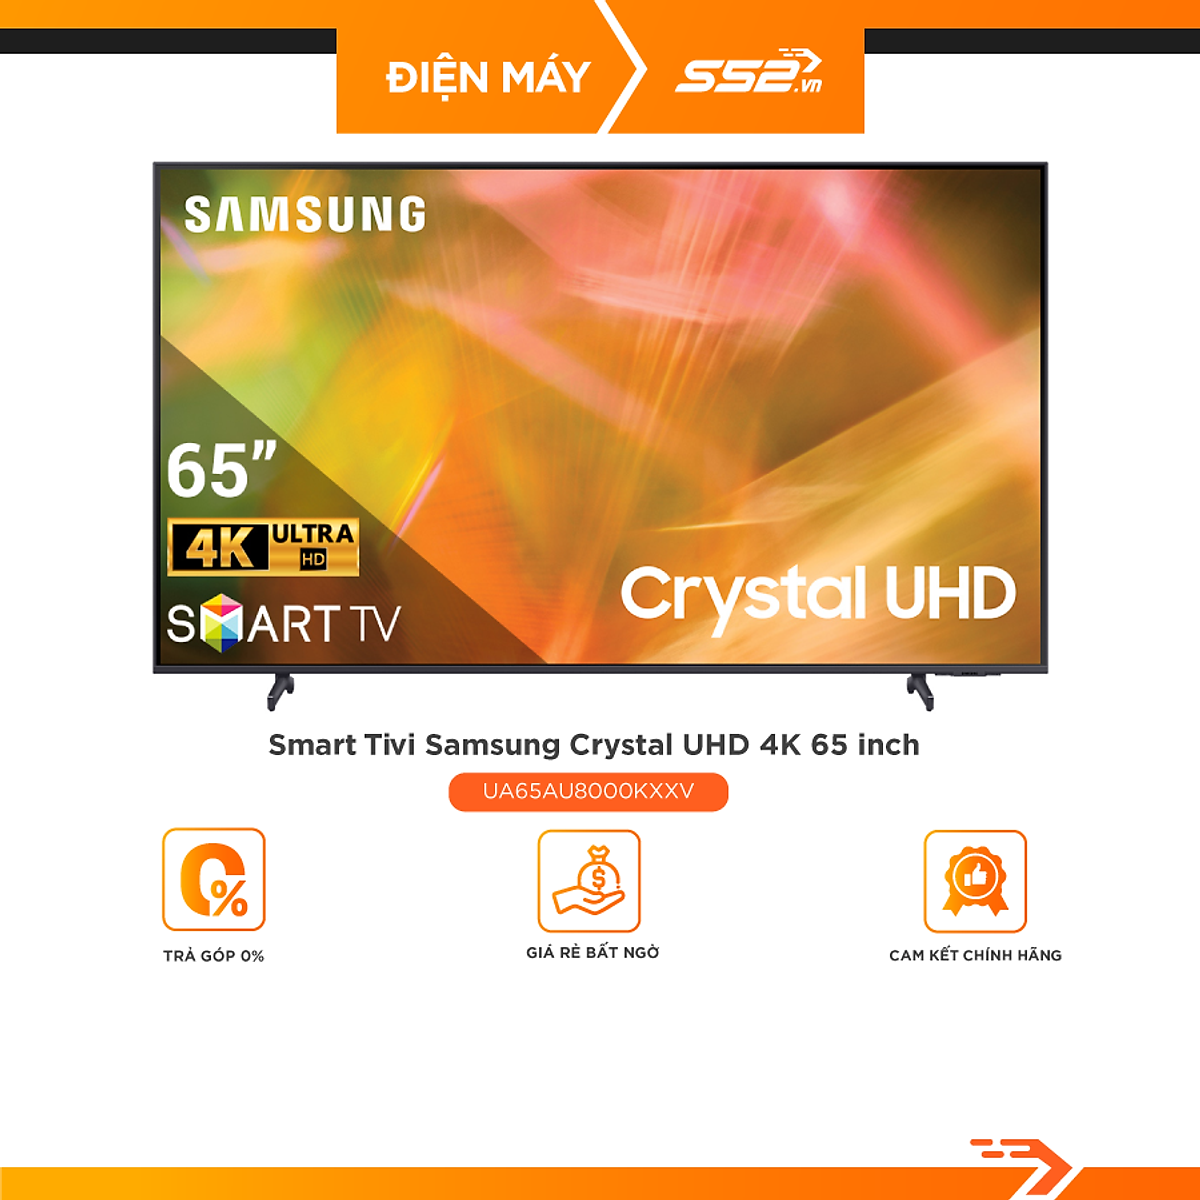 ĐIỆN MÁY
SS2.vn
SAMSUNG
65”
4K ULTRA HD
SMART TV
Crystal UHD
Smart Tivi Samsung Crystal UHD 4K 65 inch
UA65AU8000KXXV
0%
$
TRẢ GÓP 0%
GIÁ RẺ BẤT NGỜ
CAM KẾT CHÍNH HÃNG